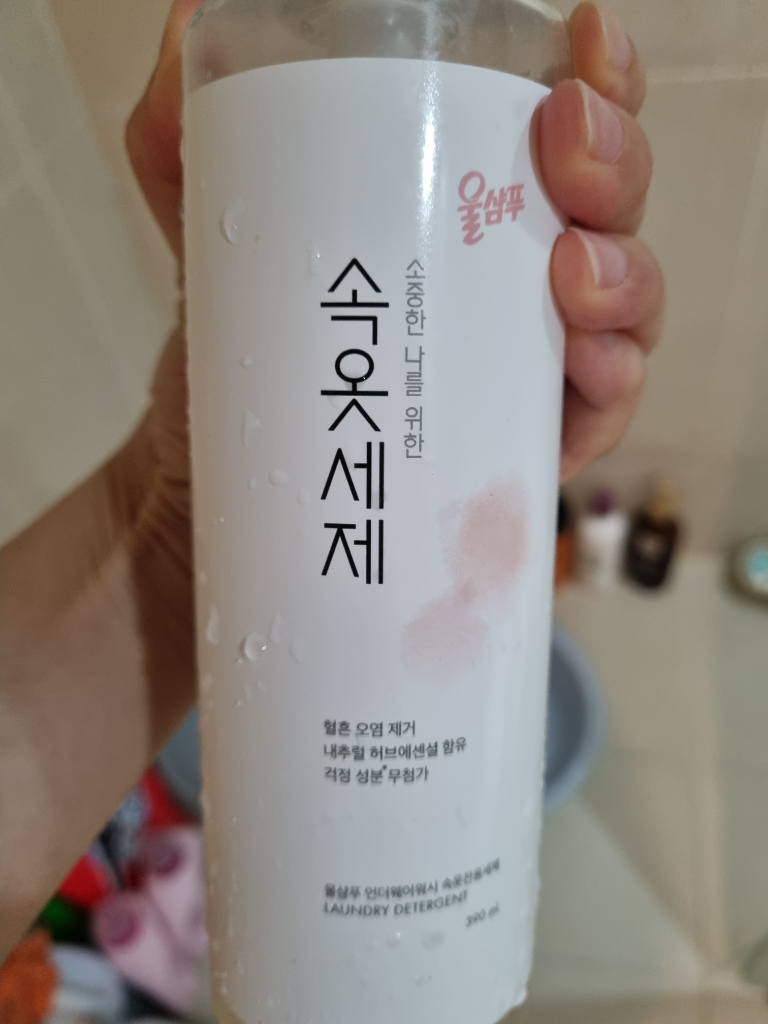 울샴푸
소중한 나를 위한
속옷세제
혈흔 오염 제거
내추럴 허브에센셜 함유
걱정 성분* 무첨가
울샴푸 언더웨어워시 속옷전용세제
LAUNDRY DETERGENT
390 ml